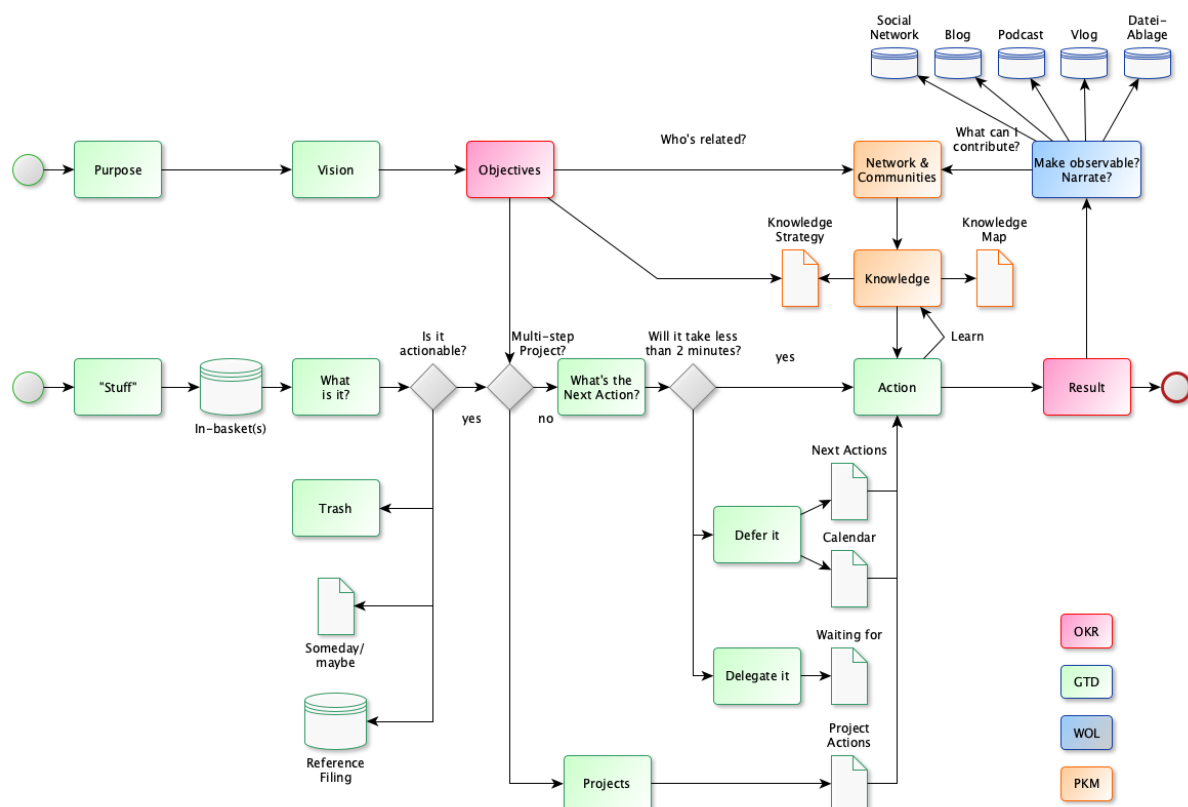 Social
Network
Blog
Podcast
Vlog
Datei-
Ablage
Who's related?
What can I
contribute?
Purpose
Vision
Objectives
Network &
Communities
Make observable?
Narrate?
Knowledge
Strategy
Knowledge
Map
Knowledge
Is it
actionable?
Multi-step
Project?
Will it take less
than 2 minutes?
yes
Learn
"Stuff"
In-basket(s)
What
is it?
yes
no
What's the
Next Action?
Action
Result
Next Actions
Trash
Defer it
Calendar
Someday/
maybe
Waiting for
Delegate it
Reference
Filing
Project
Actions
Projects
OKR
GTD
WOL
PKM